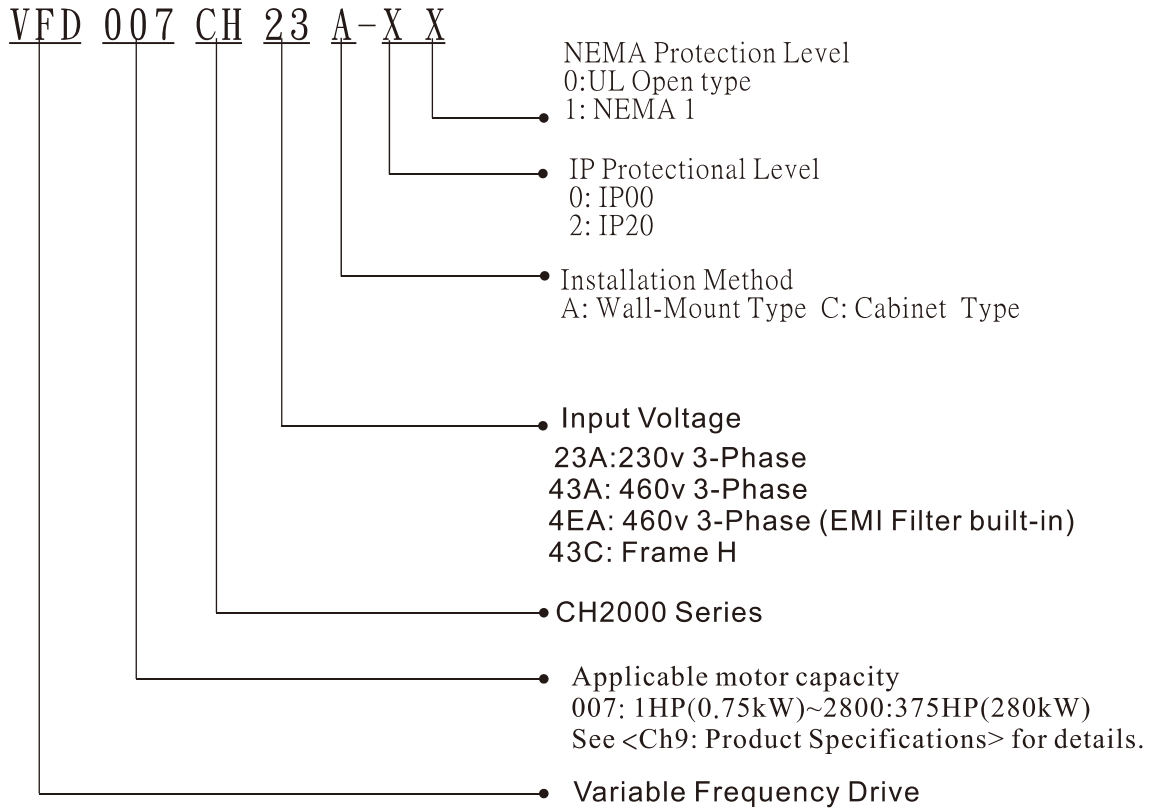 VFD 007 CH 23 A-X X
NEMA Protection Level
0:UL Open type
1: NEMA 1
IP Protectional Level
0: IP00
2: IP20
Installation Method
A: Wall-Mount Type C: Cabinet Type
Input Voltage
23A:230v 3-Phase
43A: 460v 3-Phase
4EA: 460v 3-Phase (EMI Filter built-in)
43C: Frame H
CH2000 Series
Applicable motor capacity
007: 1HP(0.75kW)~2800:375HP(280kW)
See <Ch9: Product Specifications> for details.
Variable Frequency Drive